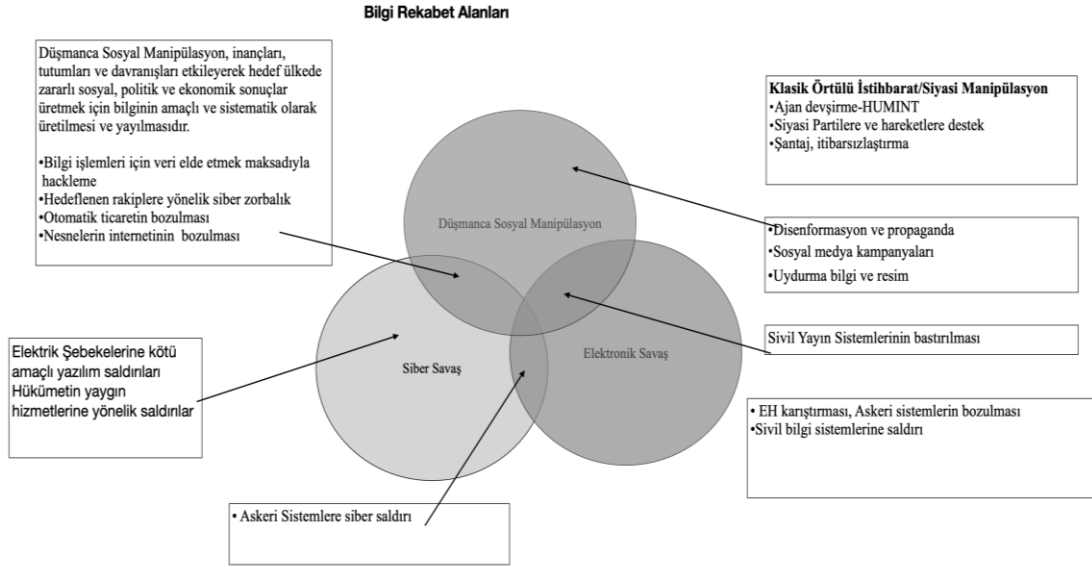 Bilgi Rekabet Alanları
Düşmanca Sosyal Manipülasyon, inançları,
tutumları ve davranışları etkileyerek hedef ülkede
zararlı sosyal, politik ve ekonomik sonuçlar
üretmek için bilginin amaçlı ve sistematik olarak
üretilmesi ve yayılmasıdır.
•Bilgi işlemleri için veri elde etmek maksadıyla
hackleme
•Hedeflenen rakiplere yönelik siber zorbalık
•Otomatik ticaretin bozulması
•Nesnelerin internetinin bozulması
Klasik Örtülü İstihbarat/Siyasi Manipülasyon
•Ajan devşirme-HUMINT
•Siyasi Partilere ve hareketlere destek
•Şantaj, itibarsızlaştırma
Düşmanca Sosyal Manipülasyon
•Disenformasyon ve propaganda
•Sosyal medya kampanyaları
•Uydurma bilgi ve resim
Sivil Yayın Sistemlerinin bastırılması
Elektronik Savaş
Siber Savaş
Elektrik Şebekelerine kötü
amaçlı yazılım saldırıları
Hükümetin yaygın
hizmetlerine yönelik saldırılar
• EH karıştırması, Askeri sistemlerin bozulması
•Sivil bilgi sistemlerine saldırı
• Askeri Sistemlere siber saldırı